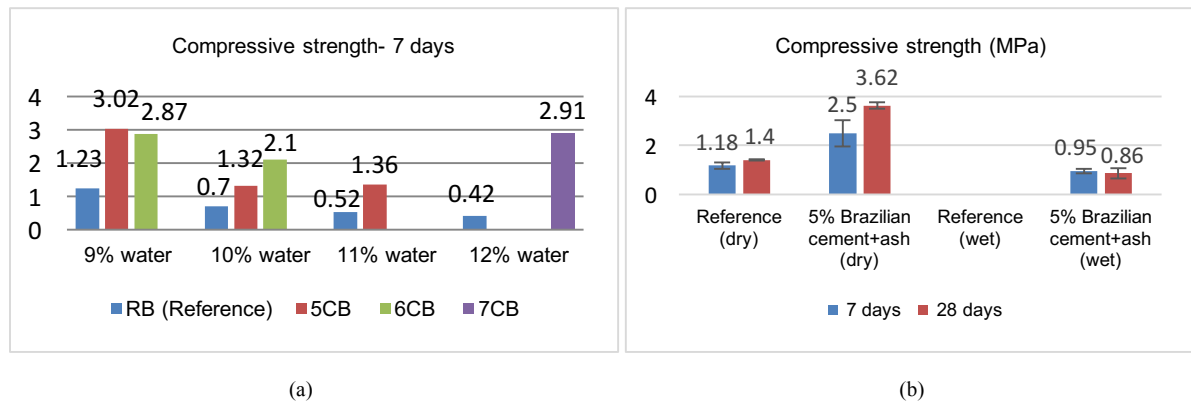 Compressive strength- 7 days
4
3
2
1
0
1.23
3.02
2.87
0.7
1.32
2.1
0.52
1.36
0.42
2.91
9% water
10% water
11% water
12% water
RB (Reference)
5CB
6CB
7CB
(a)
Compressive strength (MPa)
4
2
0
1.18
1.4
2.5
3.62
0.95
0.86
Reference
(dry)
5% Brazilian
cement+ash
(dry)
Reference
(wet)
5% Brazilian
cement+ash
(wet)
7 days
28 days
(b)